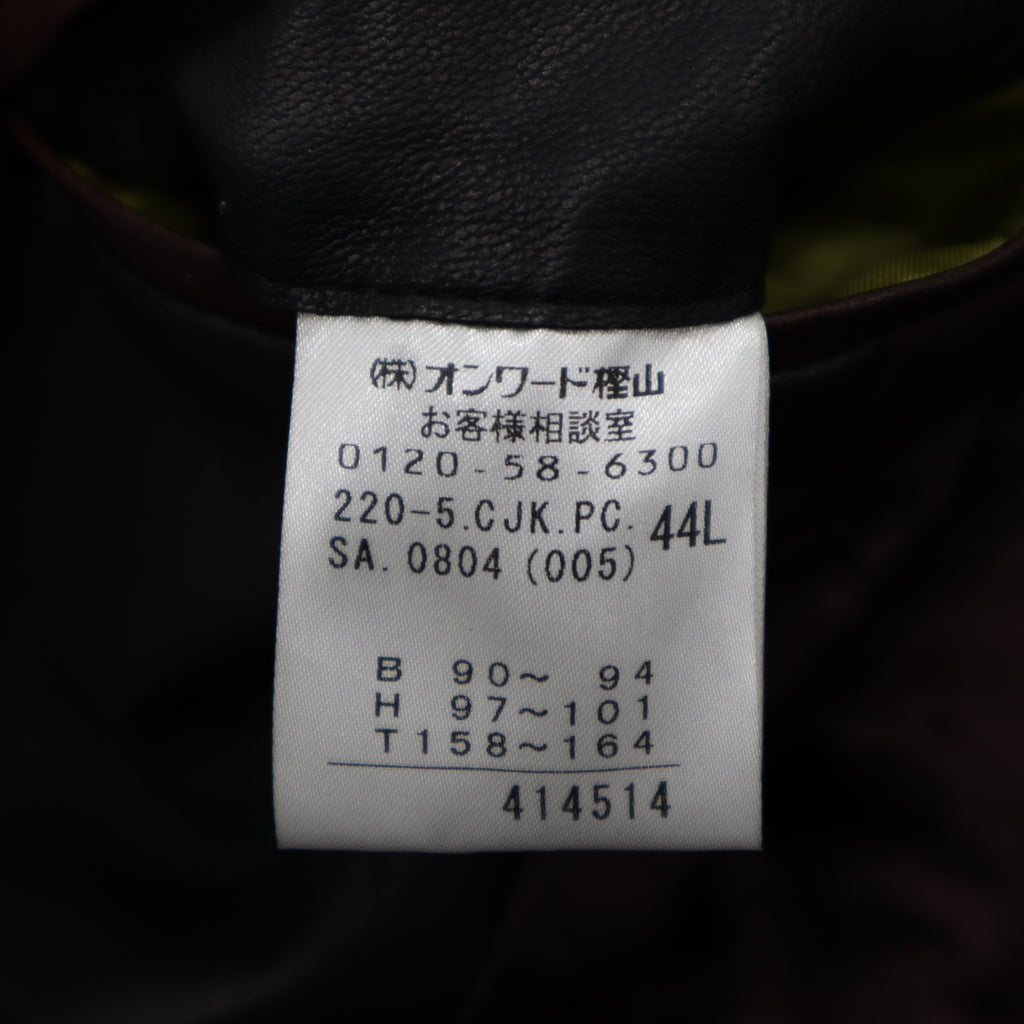 (株)オンワード樫山
お客様相談室
0120-58-6300
220-5.CJK.PC. 44L
SA.0804 (005)
B 90～ 94
H 97～101
T158～164
414514